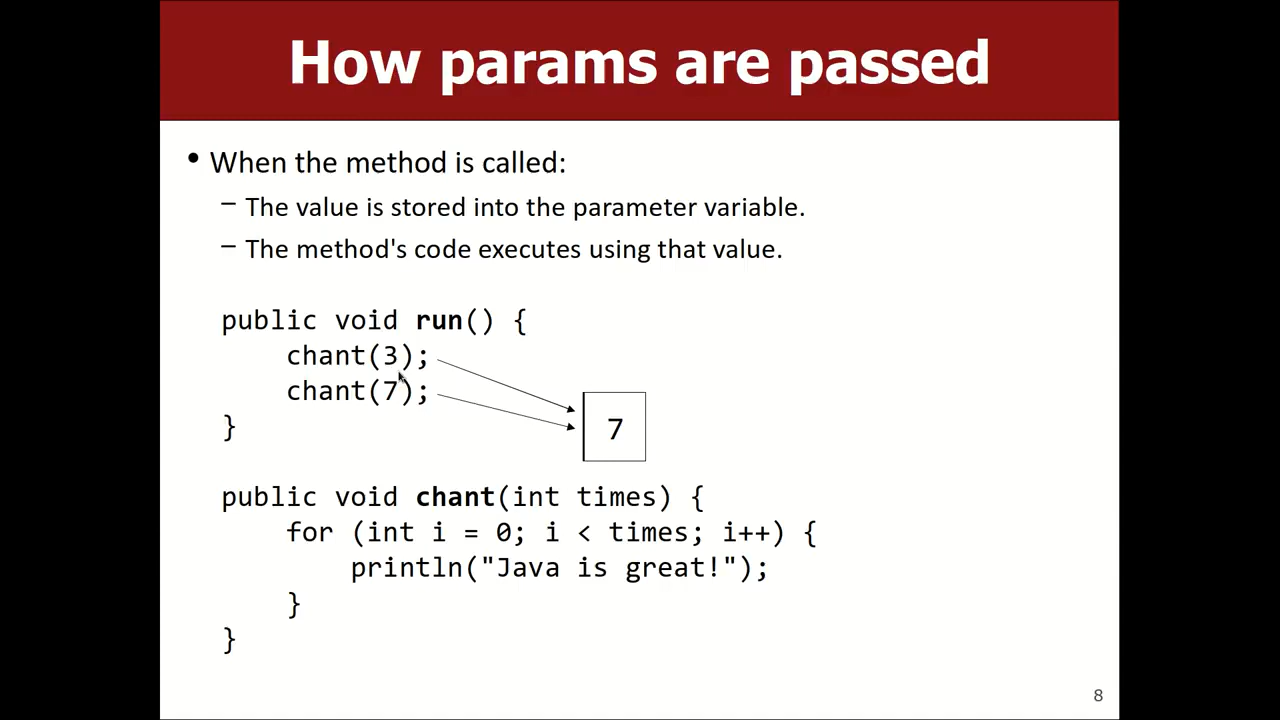 How params are passed
• When the method is called:
– The value is stored into the parameter variable.
– The method's code executes using that value.
public void run() {
    chant(3);
    chant(7);
}
7
public void chant(int times) {
    for (int i = 0; i < times; i++) {
        println("Java is great!");
    }
}
8